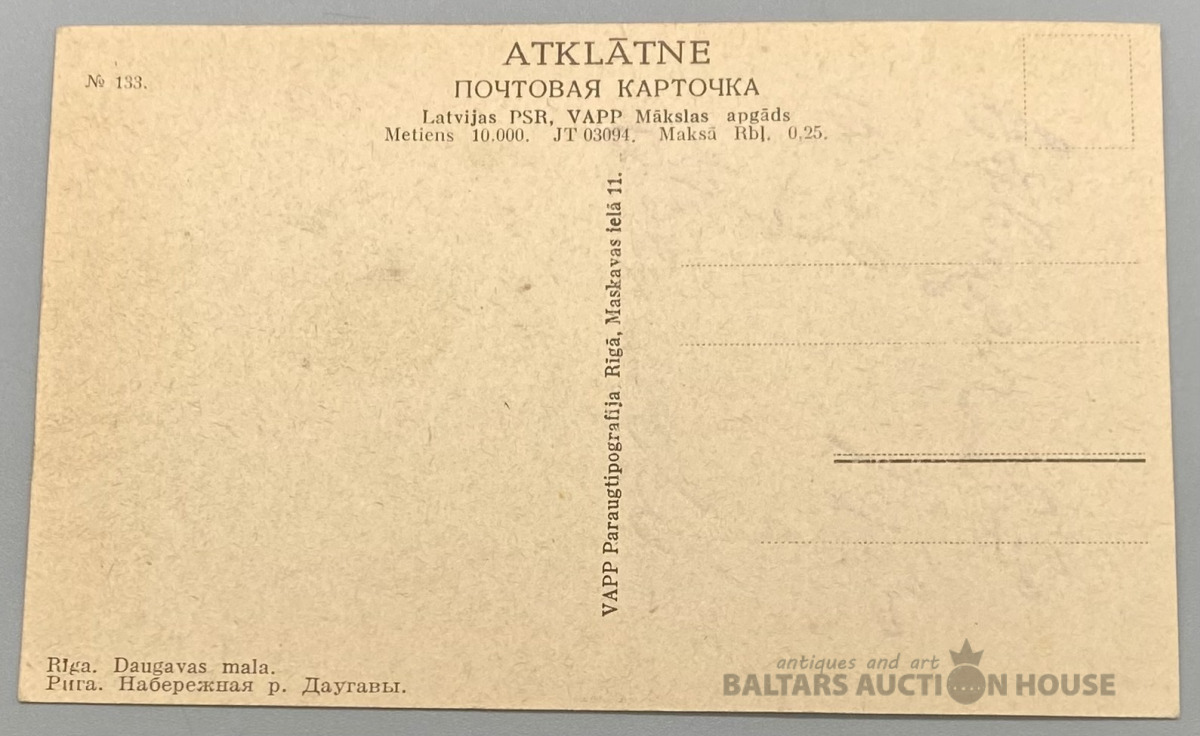 ATKLĀTNE
№ 133.
ПОЧТОВАЯ КАРТОЧКА
Latvijas PSR, VAPP Mākslas apgāds
Metiens 10.000. JT 03094. Maksā Rbļ. 0,25.
VAPP Paraugtipografija Rīgā, Maskavas ielā 11.
Rīga. Daugavas mala.
Рига. Набережная р. Даугавы.
antiques and art
BALTARS AUCTION HOUSE